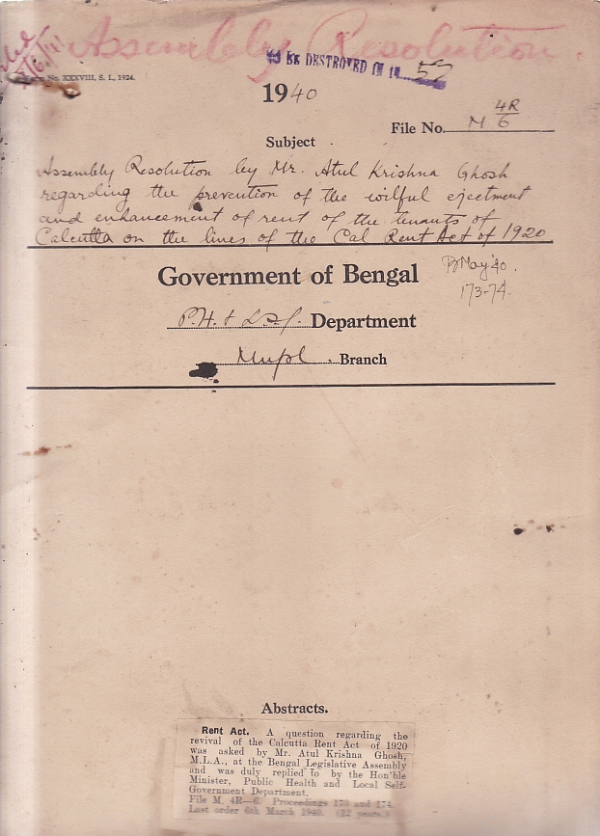 Assembly Resolution.
No. XXXVIII, S. I., 1924.
DESTROYED IN 19 52
1940
File No. M 4R/6
Subject
Assembly Resolution by Mr. Atul Krishna Ghosh
regarding the prevention of the wilful ejectment
and enhancement of rent of the tenants of
Calcutta on the lines of the Cal Rent Act of 1920
Government of Bengal
May '40.
173-74.
P.H. & L.S.G. Department
Mupl. Branch
Abstracts.
Rent Act. A question regarding the
revival of the Calcutta Rent Act of 1920
was asked by Mr. Atul Krishna Ghosh,
M.L.A., at the Bengal Legislative Assembly
and was duly replied to by the Hon'ble
Minister, Public Health and Local Self-
Government Department.
File M. 4R—6. Proceedings 173 and 174.
Last order 6th March 1940. (12 years.)